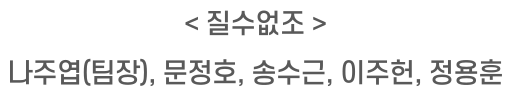 < 질수없조 >
나주엽(팀장), 문정호, 송수근, 이주헌, 정용훈